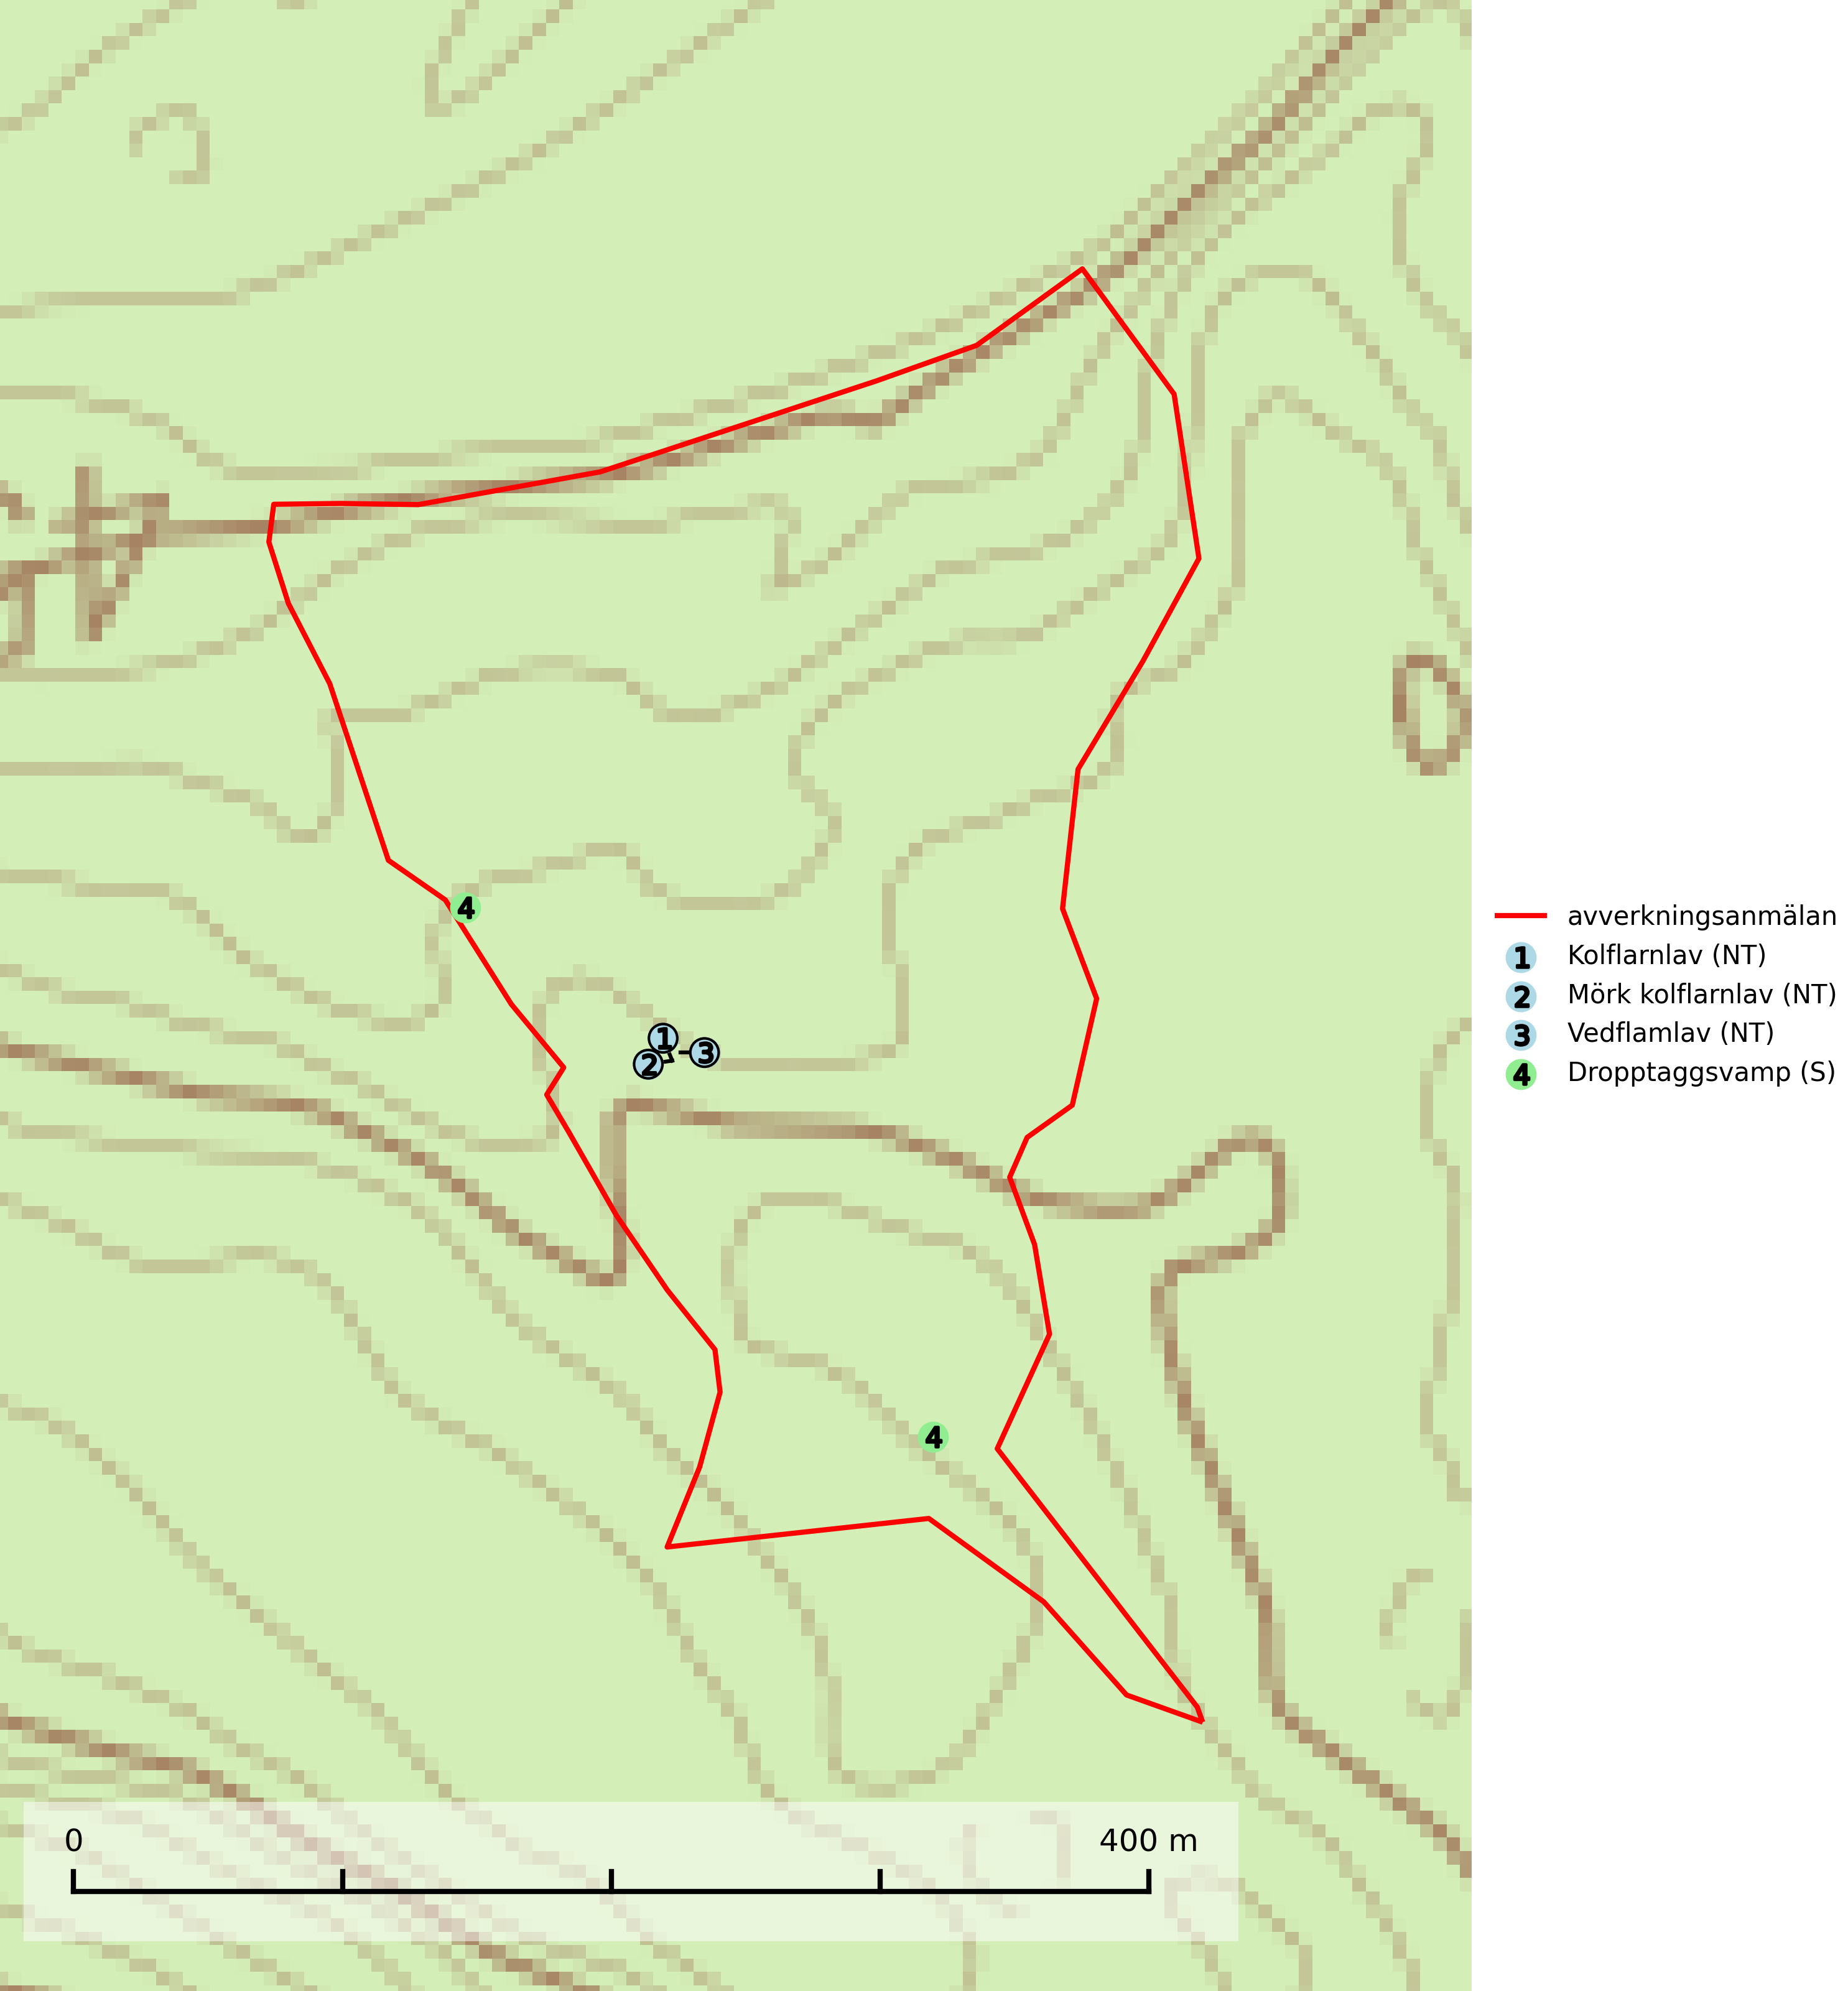 4
1
2
3
4
0
400 m
avverkningsanmälan
1 Kolflarnlav (NT)
2 Mörk kolflarnlav (NT)
3 Vedflamlav (NT)
4 Dropptaggsvamp (S)